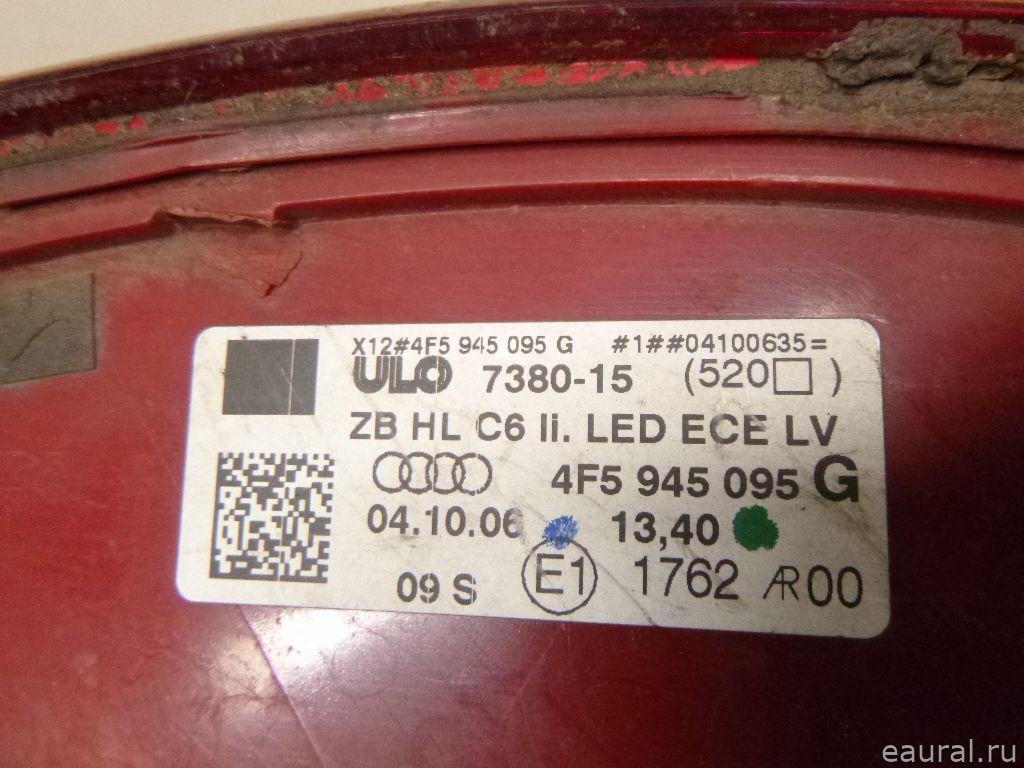 X12#4F5 945 095 G #1##04100635=
ULO 7380-15 (520□)
ZB HL C6 li. LED ECE LV
4F5 945 095 G
04.10.06 13,40
09 S E1 1762 AR00
eaural.ru